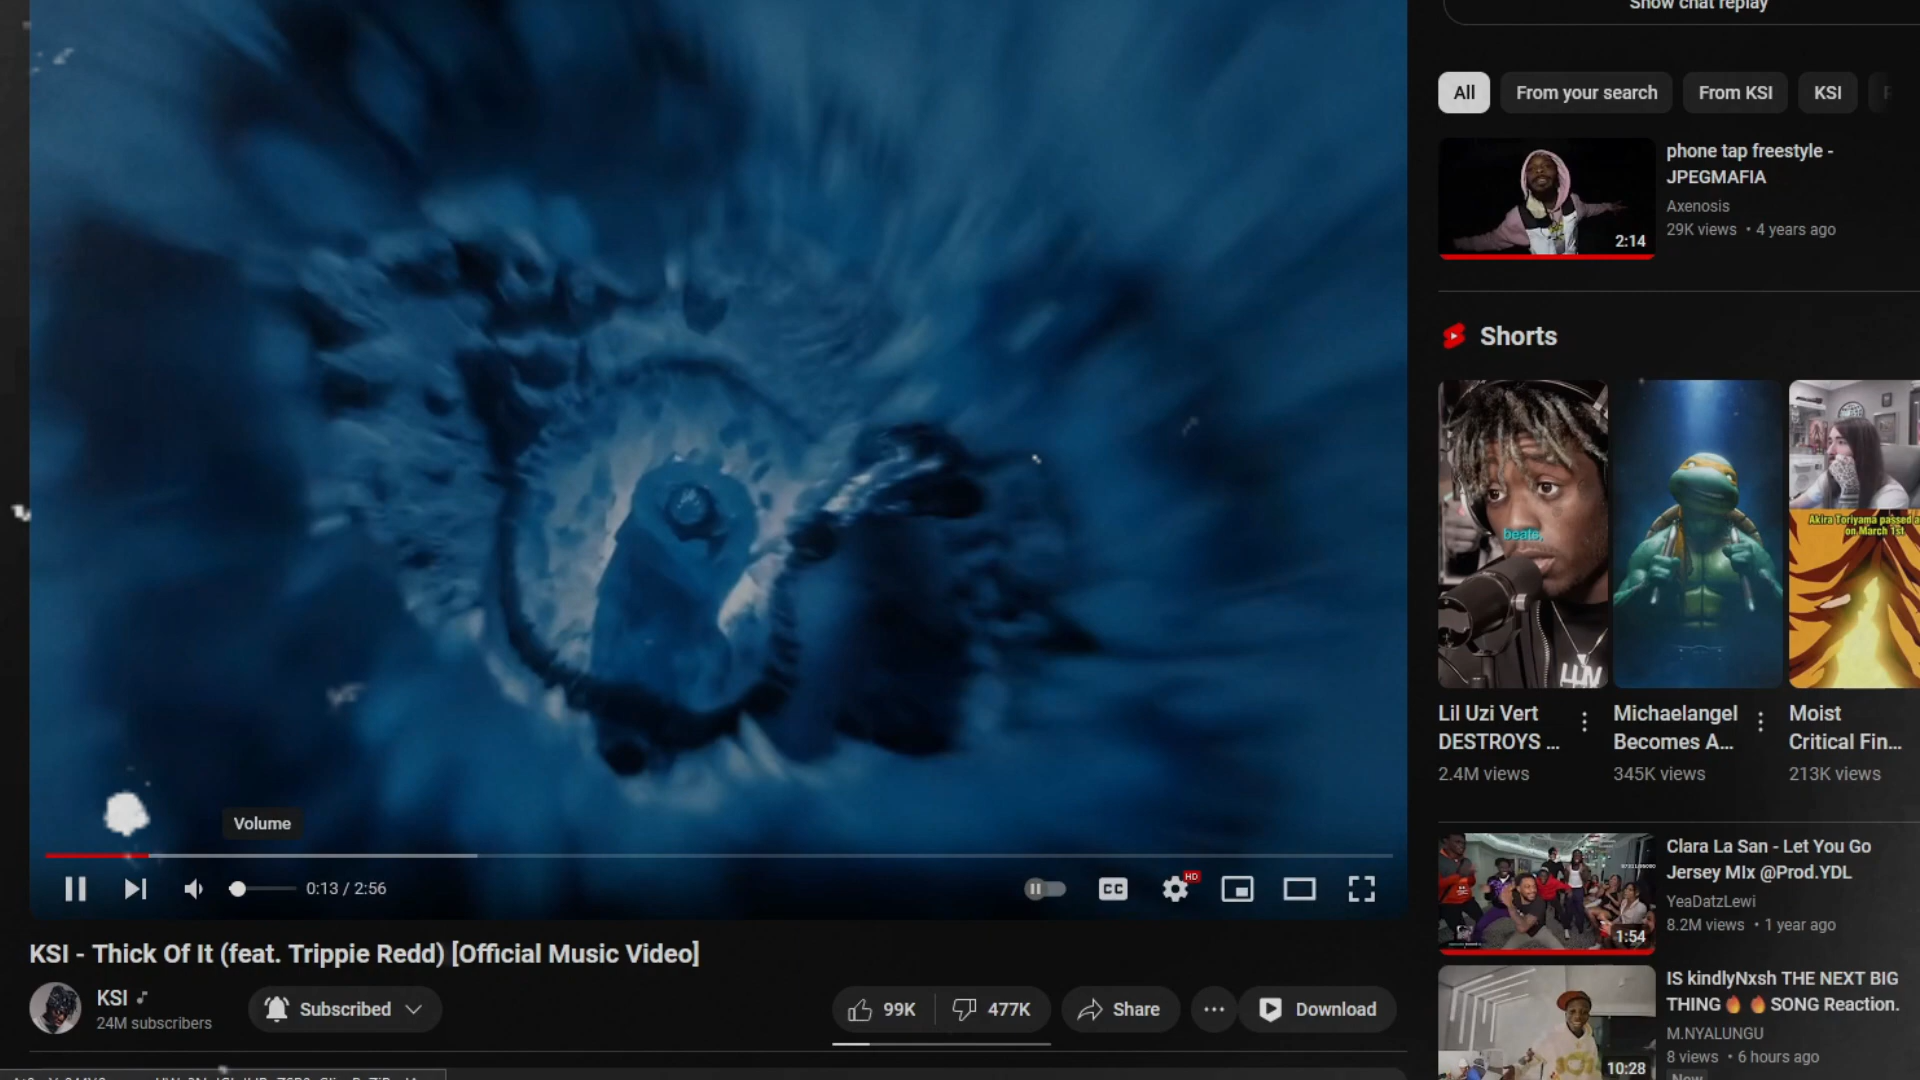 Show chat replay
All
From your search
From KSI
KSI
phone tap freestyle -
JPEGMAFIA
Axenosis
29K views • 4 years ago
2:14
Shorts
beats,
Akira Toriyama passed a
on March 1st
Lil Uzi Vert
DESTROYS ...
2.4M views
Michaelangel
Becomes A...
345K views
Moist
Critical Fin...
213K views
Volume
0:13 / 2:56
CC
HD
KSI - Thick Of It (feat. Trippie Redd) [Official Music Video]
KSI
24M subscribers
Subscribed
99K
477K
Share
Download
Clara La San - Let You Go
Jersey MIx @Prod.YDL
YeaDatzLewi
8.2M views • 1 year ago
1:54
IS kindlyNxsh THE NEXT BIG
THING🔥 🔥 SONG Reaction.
M.NYALUNGU
8 views • 6 hours ago
10:28
New